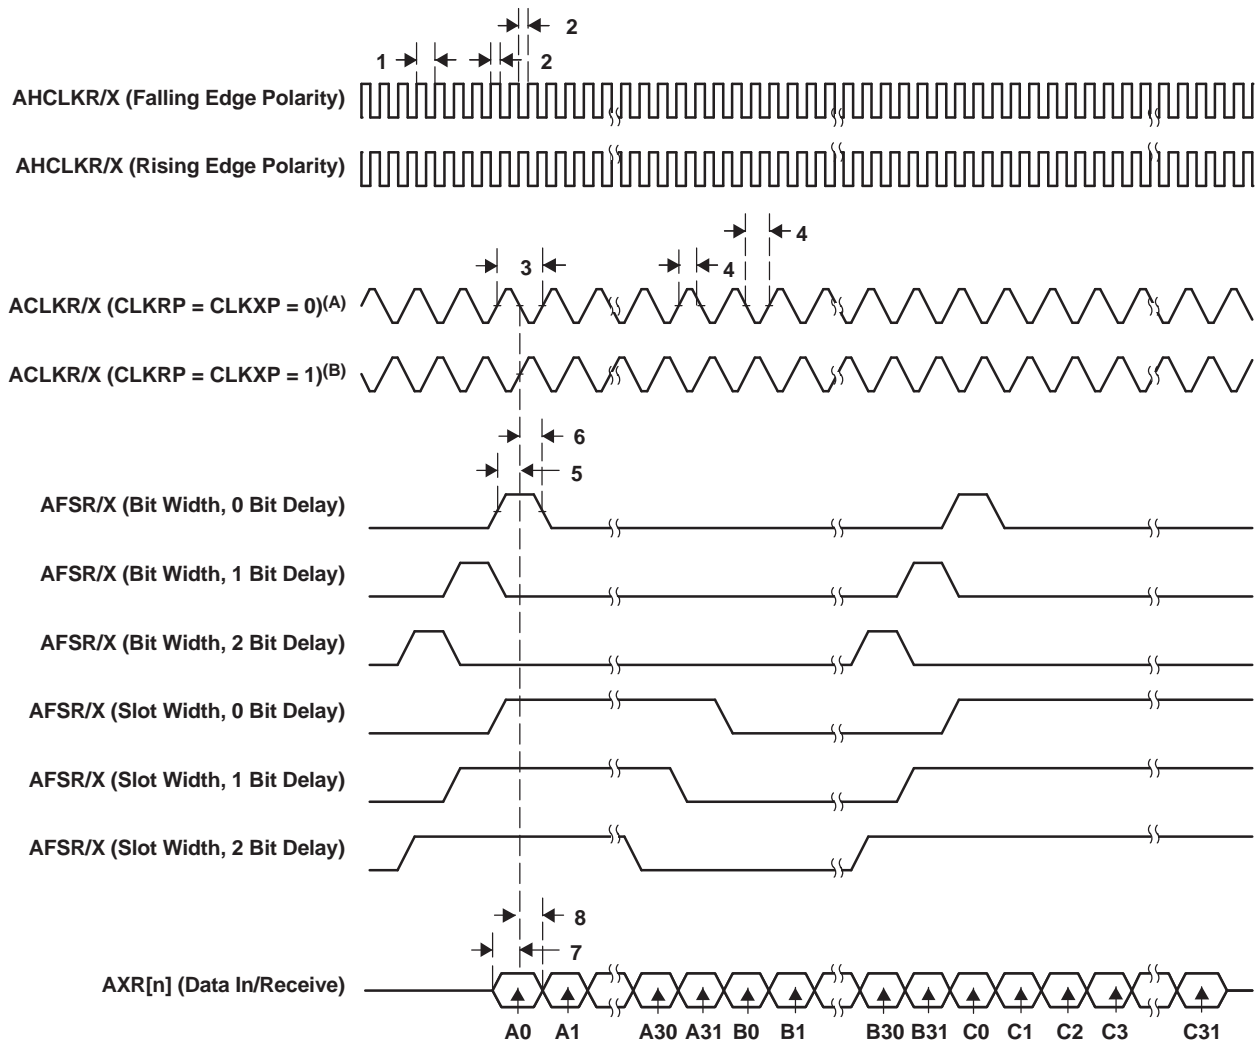 2
1 2
AHCLKR/X (Falling Edge Polarity)
AHCLKR/X (Rising Edge Polarity)
4
3 4
ACLKR/X (CLKRP = CLKXP = 0)(A)
ACLKR/X (CLKRP = CLKXP = 1)(B)
6
5
AFSR/X (Bit Width, 0 Bit Delay)
AFSR/X (Bit Width, 1 Bit Delay)
AFSR/X (Bit Width, 2 Bit Delay)
AFSR/X (Slot Width, 0 Bit Delay)
AFSR/X (Slot Width, 1 Bit Delay)
AFSR/X (Slot Width, 2 Bit Delay)
8
7
AXR[n] (Data In/Receive)
A0 A1 A30 A31 B0 B1 B30 B31 C0 C1 C2 C3 C31